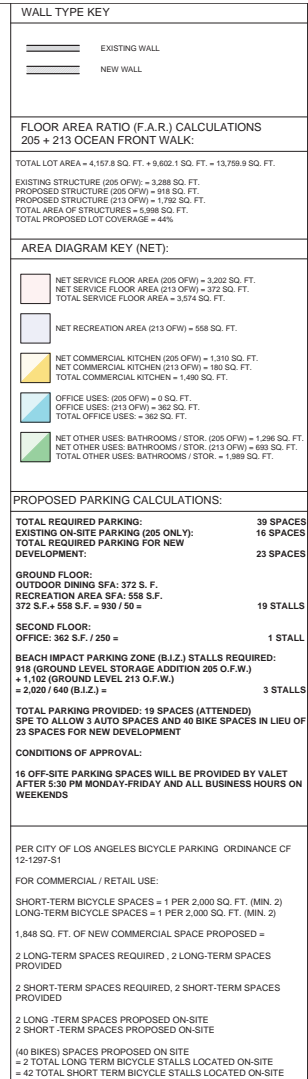 WALL TYPE KEY
EXISTING WALL
NEW WALL
FLOOR AREA RATIO (F.A.R.) CALCULATIONS
205 + 213 OCEAN FRONT WALK:
TOTAL LOT AREA = 4,157.8 SQ. FT. + 9,602.1 SQ. FT. = 13,759.9 SQ. FT.
EXISTING STRUCTURE (205 OFW): = 3,288 SQ. FT.
PROPOSED STRUCTURE (205 OFW) = 918 SQ. FT.
PROPOSED STRUCTURE (213 OFW) = 1,792 SQ. FT.
TOTAL AREA OF STRUCTURES = 5,998 SQ. FT.
TOTAL PROPOSED LOT COVERAGE = 44%
AREA DIAGRAM KEY (NET):
NET SERVICE FLOOR AREA (205 OFW) = 3,202 SQ. FT.
NET SERVICE FLOOR AREA (213 OFW) = 372 SQ. FT.
TOTAL SERVICE FLOOR AREA = 3,574 SQ. FT.
NET RECREATION AREA (213 OFW) = 558 SQ. FT.
NET COMMERCIAL KITCHEN (205 OFW) = 1,310 SQ. FT.
NET COMMERCIAL KITCHEN (213 OFW) = 180 SQ. FT.
TOTAL COMMERCIAL KITCHEN = 1,490 SQ. FT.
OFFICE USES: (205 OFW) = 0 SQ. FT.
OFFICE USES: (213 OFW) = 362 SQ. FT.
TOTAL OFFICE USES: = 362 SQ. FT.
NET OTHER USES: BATHROOMS / STOR. (205 OFW) = 1,296 SQ. FT.
NET OTHER USES: BATHROOMS / STOR. (213 OFW) = 693 SQ. FT.
TOTAL OTHER USES: BATHROOMS / STOR. = 1,989 SQ. FT.
PROPOSED PARKING CALCULATIONS:
TOTAL REQUIRED PARKING: 39 SPACES
EXISTING ON-SITE PARKING (205 ONLY): 16 SPACES
TOTAL REQUIRED PARKING FOR NEW
DEVELOPMENT: 23 SPACES
GROUND FLOOR:
OUTDOOR DINING SFA: 372 S. F.
RECREATION AREA SFA: 558 S.F.
372 S.F.+ 558 S.F. = 930 / 50 = 19 STALLS
SECOND FLOOR:
OFFICE: 362 S.F. / 250 = 1 STALL
BEACH IMPACT PARKING ZONE (B.I.Z.) STALLS REQUIRED:
918 (GROUND LEVEL STORAGE ADDITION 205 O.F.W.)
+ 1,102 (GROUND LEVEL 213 O.F.W.)
= 2,020 / 640 (B.I.Z.) = 3 STALLS
TOTAL PARKING PROVIDED: 19 SPACES (ATTENDED)
SPE TO ALLOW 3 AUTO SPACES AND 40 BIKE SPACES IN LIEU OF
23 SPACES FOR NEW DEVELOPMENT
CONDITIONS OF APPROVAL:
16 OFF-SITE PARKING SPACES WILL BE PROVIDED BY VALET
AFTER 5:30 PM MONDAY-FRIDAY AND ALL BUSINESS HOURS ON
WEEKENDS
PER CITY OF LOS ANGELES BICYCLE PARKING ORDINANCE CF
12-1297-S1
FOR COMMERCIAL / RETAIL USE:
SHORT-TERM BICYCLE SPACES = 1 PER 2,000 SQ. FT. (MIN. 2)
LONG-TERM BICYCLE SPACES = 1 PER 2,000 SQ. FT. (MIN. 2)
1,848 SQ. FT. OF NEW COMMERCIAL SPACE PROPOSED =
2 LONG-TERM SPACES REQUIRED , 2 LONG-TERM SPACES
PROVIDED
2 SHORT-TERM SPACES REQUIRED, 2 SHORT-TERM SPACES
PROVIDED
2 LONG -TERM SPACES PROPOSED ON-SITE
2 SHORT -TERM SPACES PROPOSED ON-SITE
(40 BIKES) SPACES PROPOSED ON SITE
= 2 TOTAL LONG TERM BICYCLE STALLS LOCATED ON-SITE
= 42 TOTAL SHORT TERM BICYCLE STALLS LOCATED ON-SITE